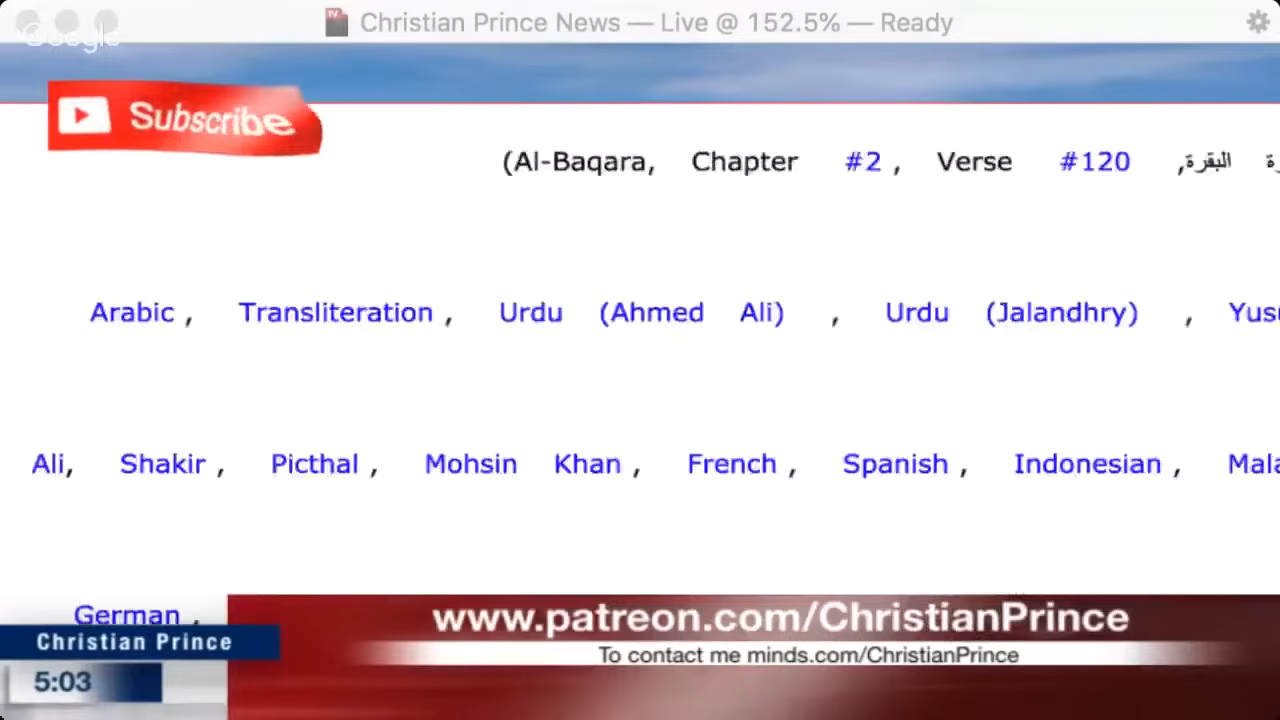 Google
Christian Prince News — Live @ 152.5% — Ready
Subscribe
(Al-Baqara, Chapter #2 , Verse #120 البقرة,
Arabic , Transliteration , Urdu (Ahmed Ali) , Urdu (Jalandhry) ,
Ali, Shakir , Picthal , Mohsin Khan , French , Spanish , Indonesian ,
German ,
www.patreon.com/ChristianPrince
Christian Prince
To contact me minds.com/ChristianPrince
5:03